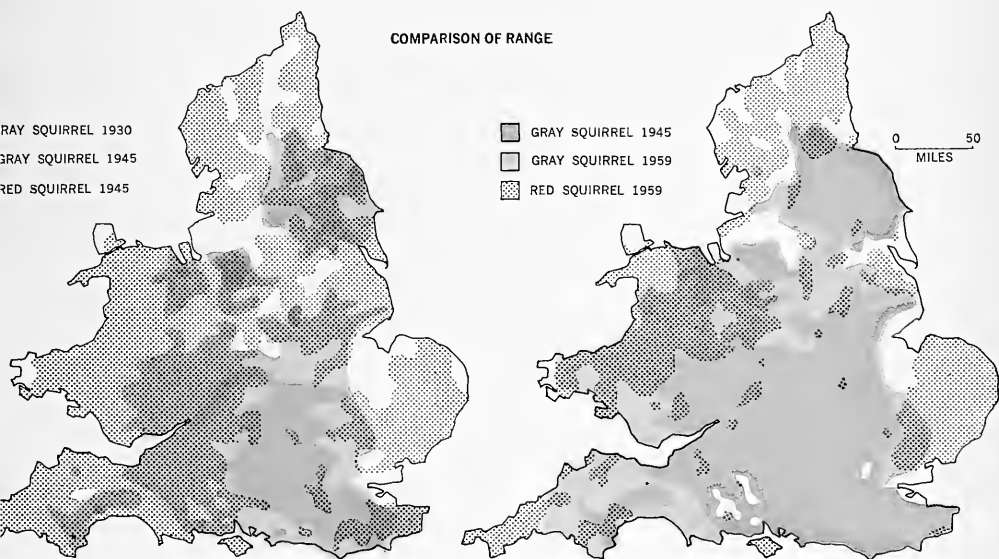 COMPARISON OF RANGE
RAY SQUIRREL 1930
GRAY SQUIRREL 1945
RED SQUIRREL 1945
GRAY SQUIRREL 1945
GRAY SQUIRREL 1959
RED SQUIRREL 1959
0 50
MILES